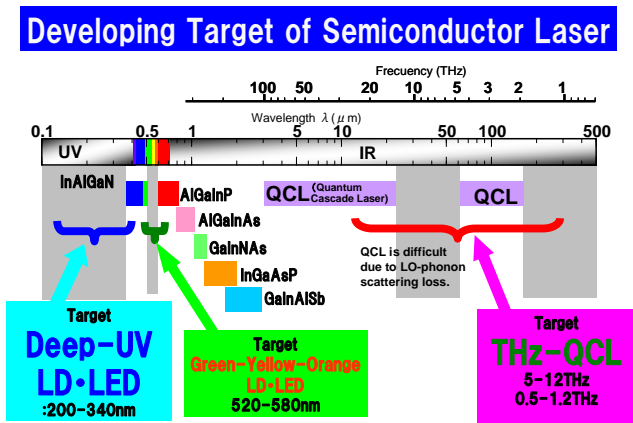 Developing Target of Semiconductor Laser
Frecuency (THz)
100 50 20 10 5 3 2 1
Wavelength λ ( μ m )
0.1 0.5 1 5 10 50 100 500
UV IR
InAlGaN
AlGaInP
QCL (Quantum
Cascade Laser)
QCL
AlGaInAs
GaInNAs
InGaAsP
GaInAlSb
QCL is difficult
due to LO-phonon
scattering loss.
Target
Deep-UV
LD・LED
:200-340nm
Target
Green-Yellow-Orange
LD・LED
520-580nm
Target
THz-QCL
5-12THz
0.5-1.2THz